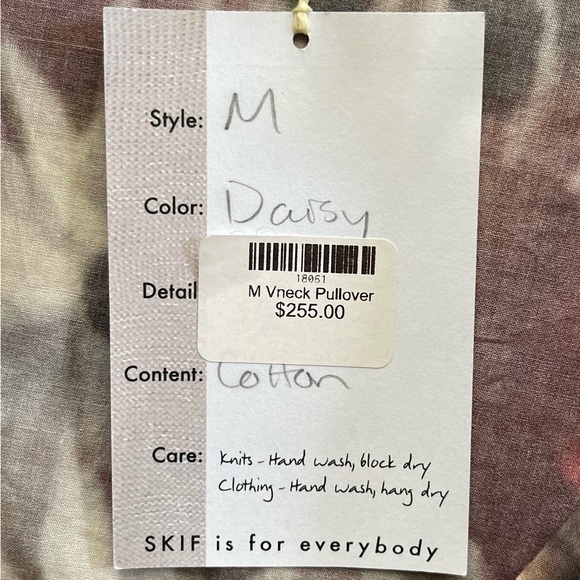 Style: M
Color: Daisy
18061
Detail
M Vneck Pullover
$255.00
Content: Cotton
Care: Knits - Hand wash, block dry
Clothing - Hand wash, hang dry
SKIF is for everybody